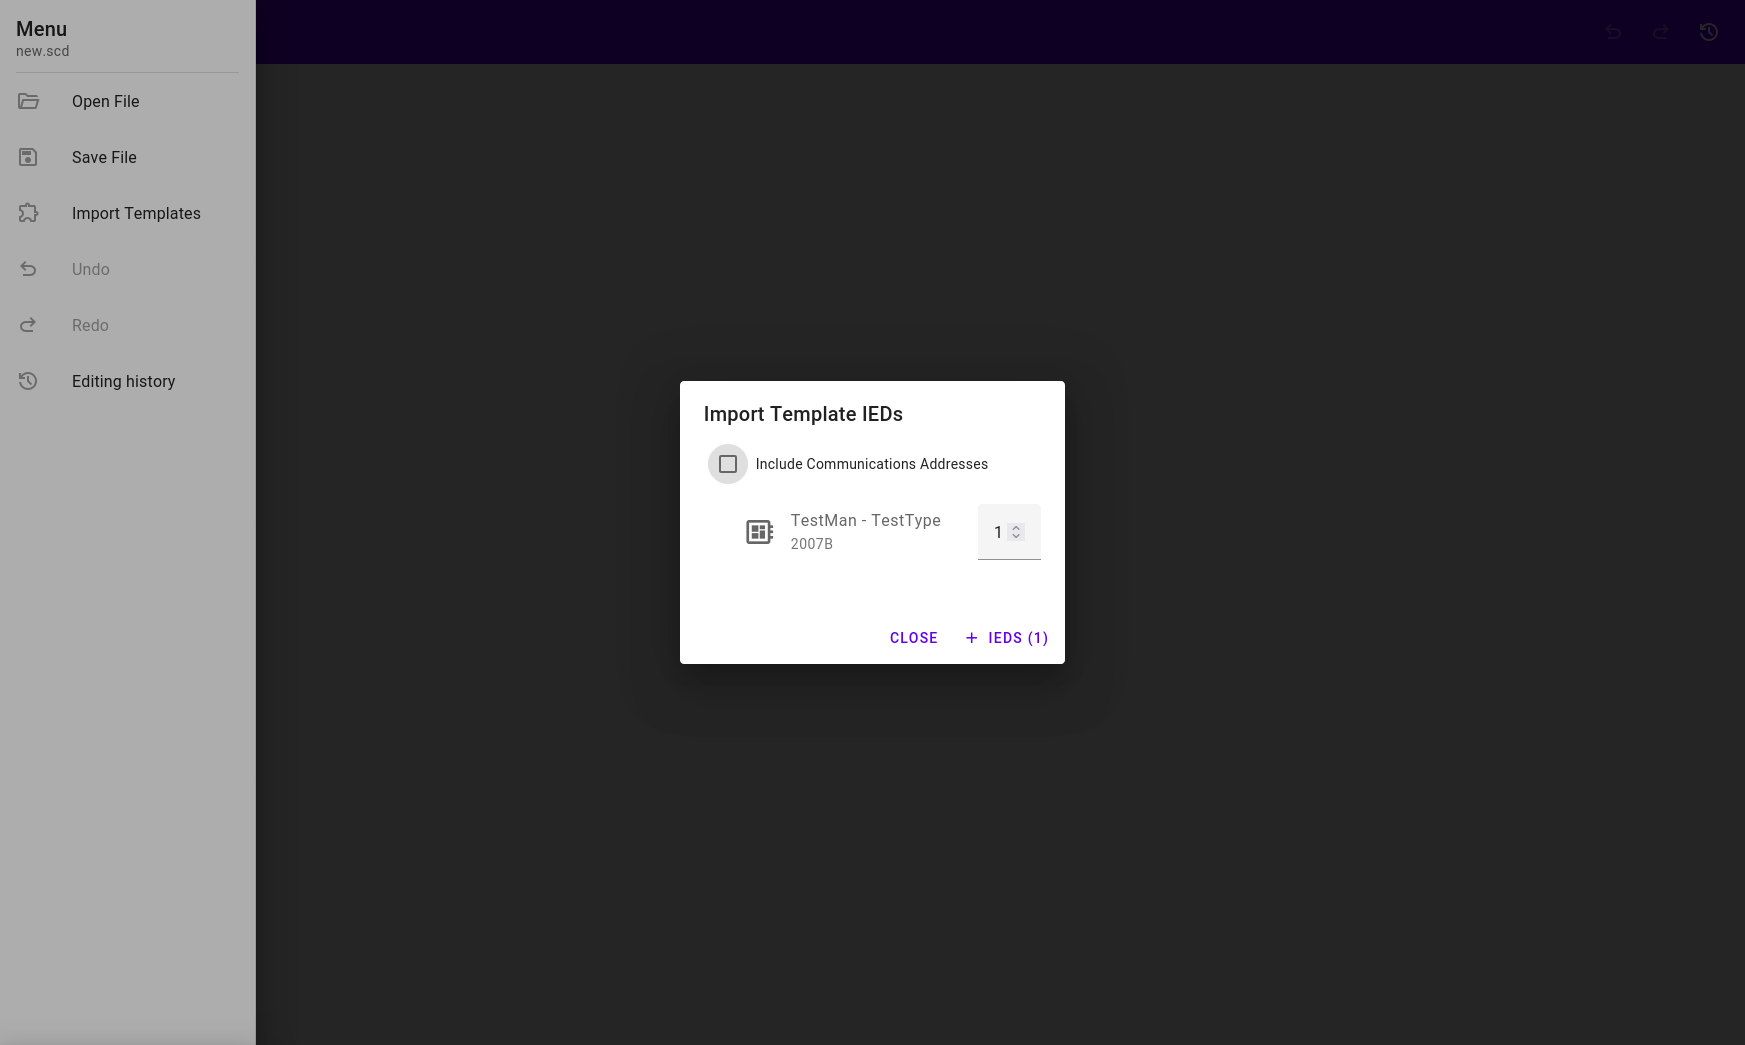 Menu
new.scd
Open File
Save File
Import Templates
Undo
Redo
Editing history
Import Template IEDs
Include Communications Addresses
TestMan - TestType
2007B
1
CLOSE
IEDS (1)